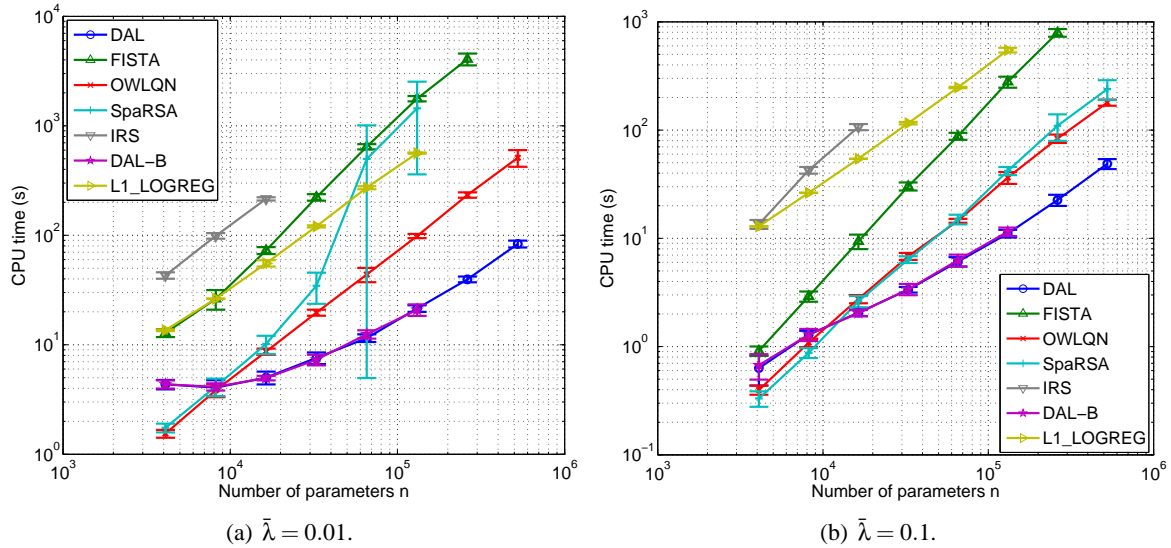 10^4
10^3
10^2
10^1
10^0
CPU time (s)
DAL
FISTA
OWLQN
SpaRSA
IRS
DAL−B
L1_LOGREG
10^3
10^4
10^5
10^6
Number of parameters n
(a) λ̄ = 0.01.
10^3
10^2
10^1
10^0
10^−1
CPU time (s)
DAL
FISTA
OWLQN
SpaRSA
IRS
DAL−B
L1_LOGREG
10^3
10^4
10^5
10^6
Number of parameters n
(b) λ̄ = 0.1.